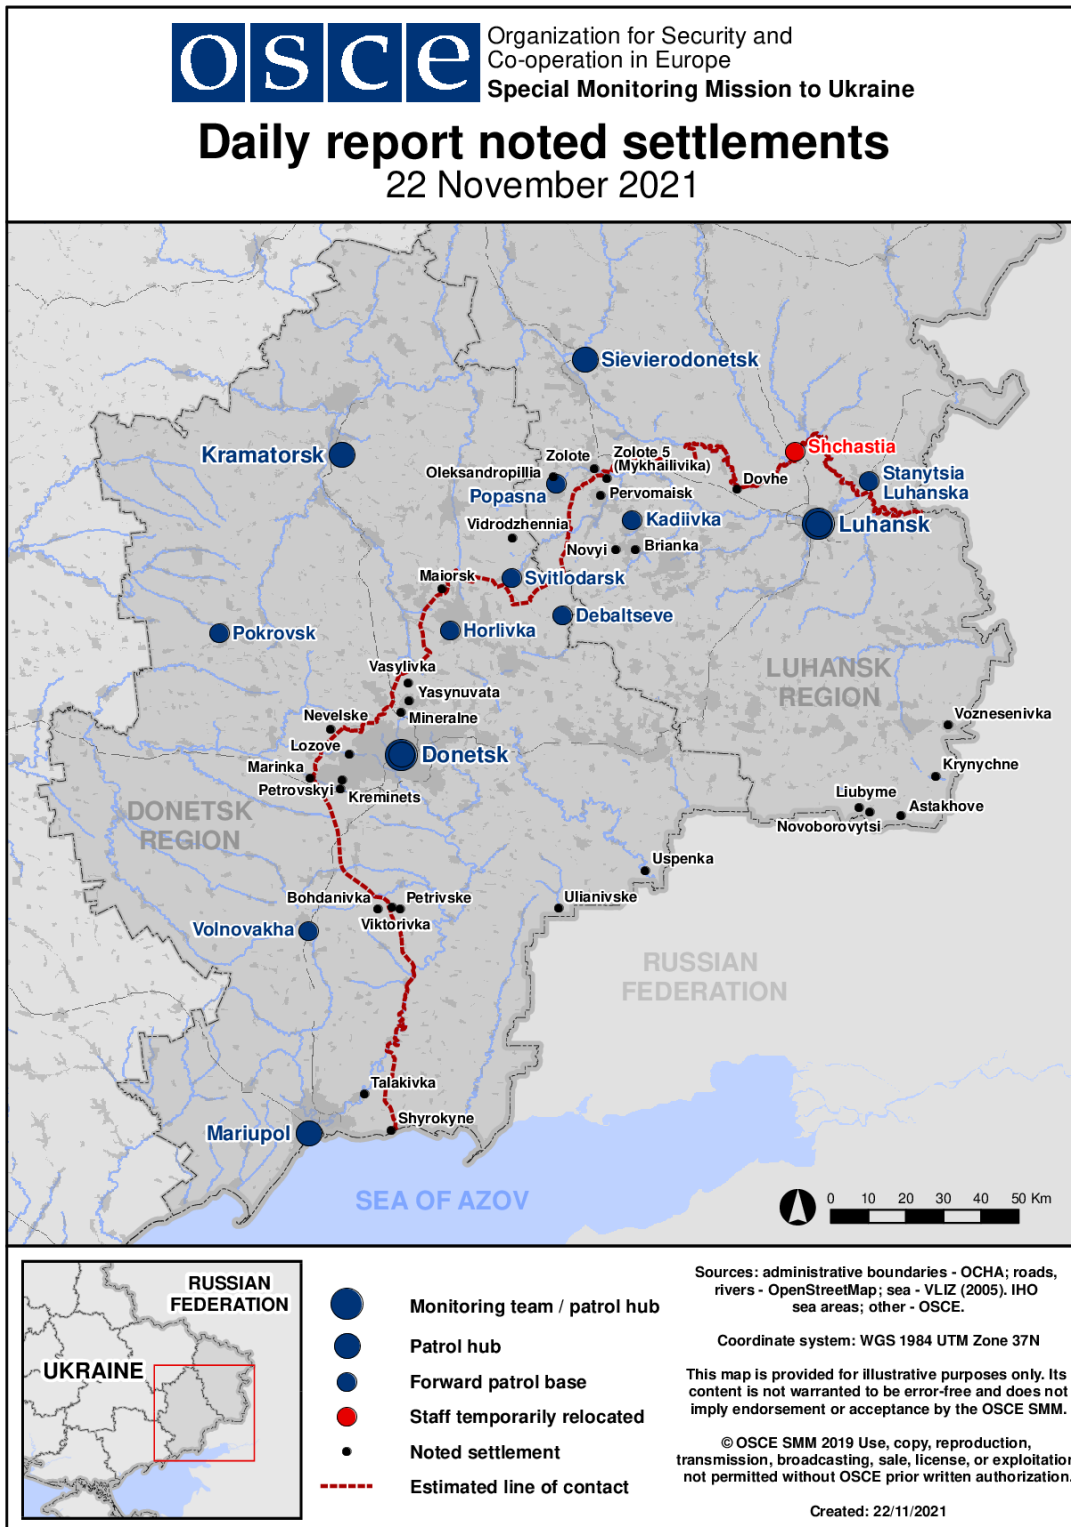 osce
Organization for Security and
Co-operation in Europe
Special Monitoring Mission to Ukraine
Daily report noted settlements
22 November 2021
Sievierodonetsk
Kramatorsk
Shchastia
Zolote
Zolote 5
(Mykhailivika)
Oleksandropillia
Popasna
Pervomaisk
Dovhe
Stanytsia
Luhanska
Vidrodzhennia
Kadiivka
Luhansk
Novyi
Brianka
Maiorsk
Svitlodarsk
Debaltseve
Pokrovsk
Horlivka
Vasylivka
LUHANSK
REGION
Yasynuvata
Nevelske
Mineralne
Voznesenivka
Lozove
Donetsk
Marinka
Krynychne
Petrovskyi
Kreminets
Liubyme
Astakhove
DONETSK
REGION
Novoborovytsi
Uspenka
Bohdanivka
Petrivske
Ulianivske
Viktorivka
Volnovakha
RUSSIAN
FEDERATION
Talakivka
Shyrokyne
Mariupol
SEA OF AZOV
0 10 20 30 40 50 Km
RUSSIAN
FEDERATION
UKRAINE
Monitoring team / patrol hub
Patrol hub
Forward patrol base
Staff temporarily relocated
Noted settlement
Estimated line of contact
Sources: administrative boundaries - OCHA; roads,
rivers - OpenStreetMap; sea - VLIZ (2005). IHO
sea areas; other - OSCE.
Coordinate system: WGS 1984 UTM Zone 37N
This map is provided for illustrative purposes only. Its
content is not warranted to be error-free and does not
imply endorsement or acceptance by the OSCE SMM.
© OSCE SMM 2019 Use, copy, reproduction,
transmission, broadcasting, sale, license, or exploitation
not permitted without OSCE prior written authorization.
Created: 22/11/2021